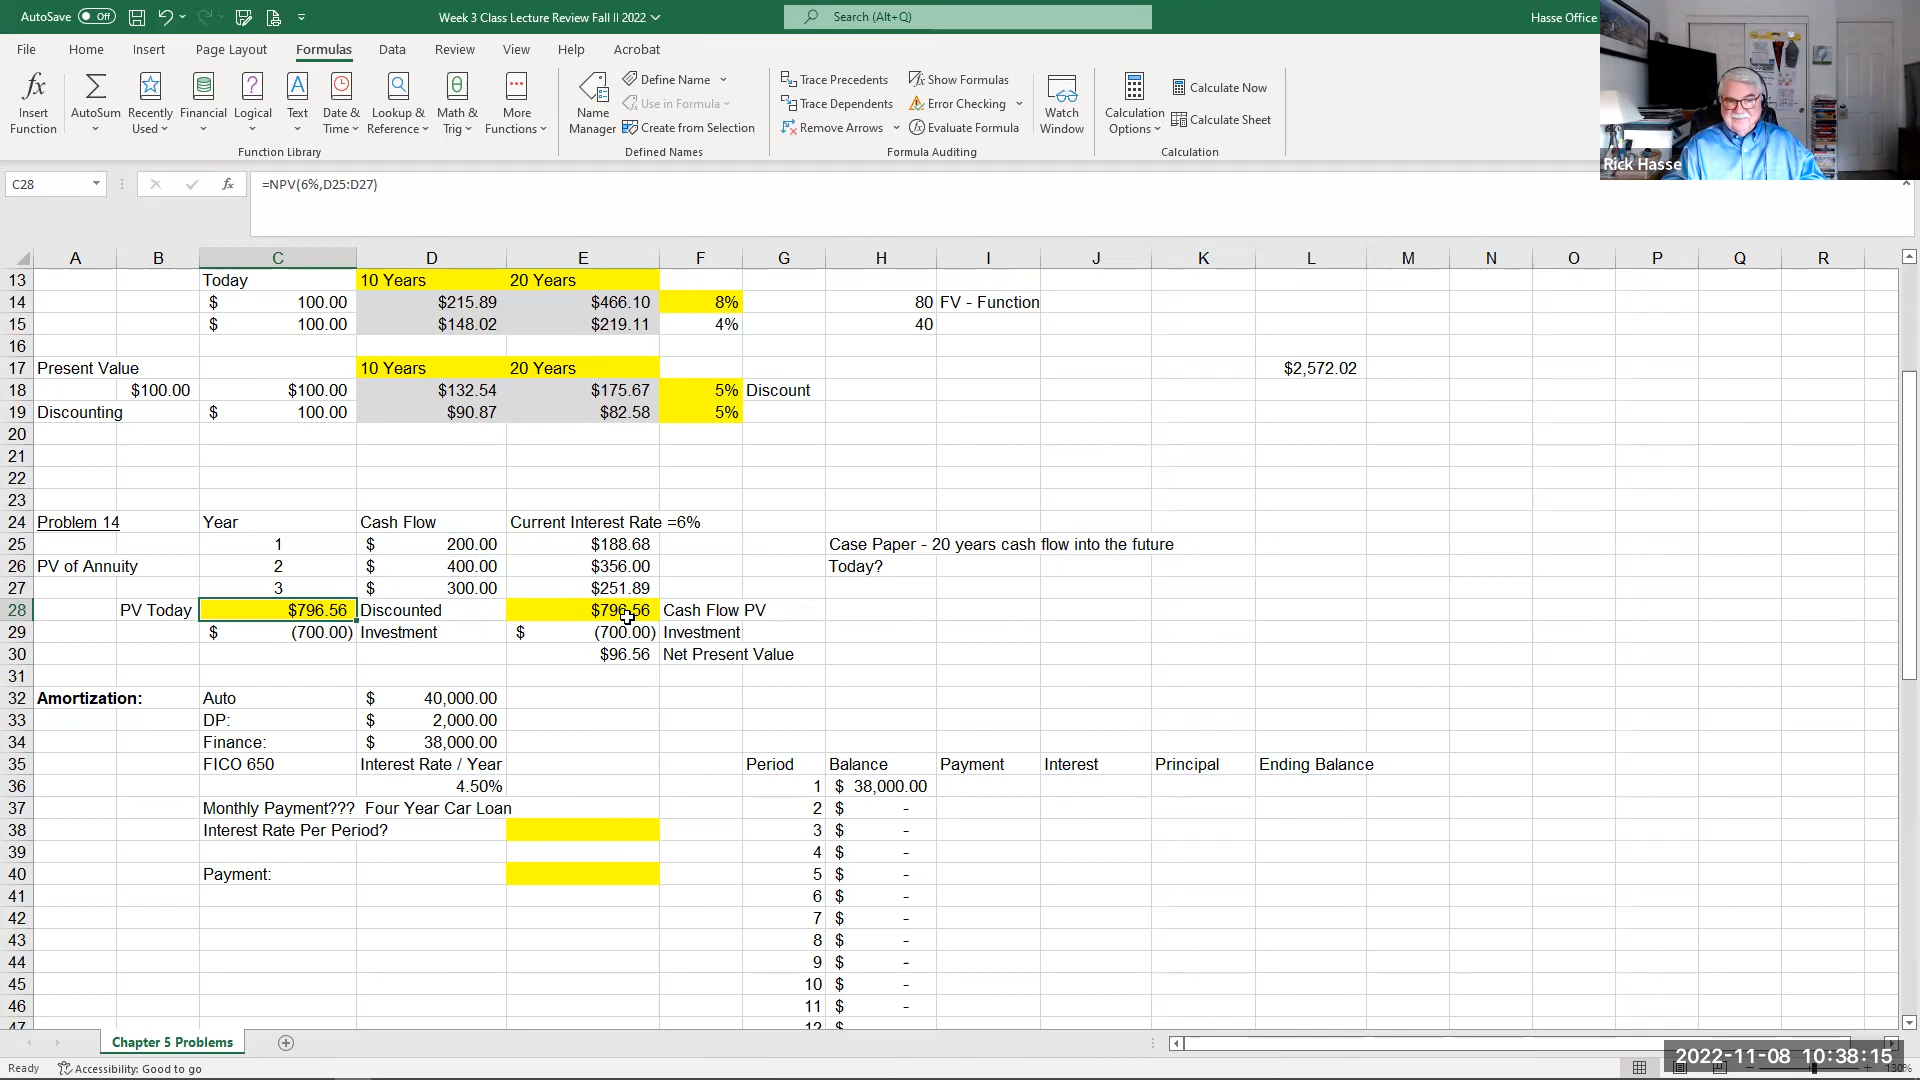 AutoSave Off
Week 3 Class Lecture Review Fall II 2022
Search (Alt+Q)
Hasse Office
File Home Insert Page Layout Formulas Data Review View Help Acrobat
Insert Function
AutoSum
Recently Used
Financial
Logical
Text
Date & Time
Lookup & Reference
Math & Trig
More Functions
Function Library
Name Manager
Define Name
Use in Formula
Create from Selection
Defined Names
Trace Precedents
Trace Dependents
Remove Arrows
Show Formulas
Error Checking
Evaluate Formula
Formula Auditing
Watch Window
Calculation Options
Calculate Now
Calculate Sheet
Calculation
Rick Hasse
C28 fx =NPV(6%,D25:D27)
A B C D E F G H I J K L M N O P Q R
13 Today 10 Years 20 Years
14 $ 100.00 $215.89 $466.10 8% 80 FV - Function
15 $ 100.00 $148.02 $219.11 4% 40
16
17 Present Value 10 Years 20 Years $2,572.02
18 $100.00 $100.00 $132.54 $175.67 5% Discount
19 Discounting $ 100.00 $90.87 $82.58 5%
20
21
22
23
24 Problem 14 Year Cash Flow Current Interest Rate =6%
25 1 $ 200.00 $188.68 Case Paper - 20 years cash flow into the future
26 PV of Annuity 2 $ 400.00 $356.00 Today?
27 3 $ 300.00 $251.89
28 PV Today $796.56 Discounted $796.56 Cash Flow PV
29 $ (700.00) Investment $ (700.00) Investment
30 $96.56 Net Present Value
31
32 Amortization: Auto $ 40,000.00
33 DP: $ 2,000.00
34 Finance: $ 38,000.00
35 FICO 650 Interest Rate / Year Period Balance Payment Interest Principal Ending Balance
36 4.50% 1 $ 38,000.00
37 Monthly Payment??? Four Year Car Loan 2 $ -
38 Interest Rate Per Period? 3 $ -
39 4 $ -
40 Payment: 5 $ -
41 6 $ -
42 7 $ -
43 8 $ -
44 9 $ -
45 10 $ -
46 11 $ -
47 12 $
Chapter 5 Problems
2022-11-08 10:38:15
Ready Accessibility: Good to go 130%